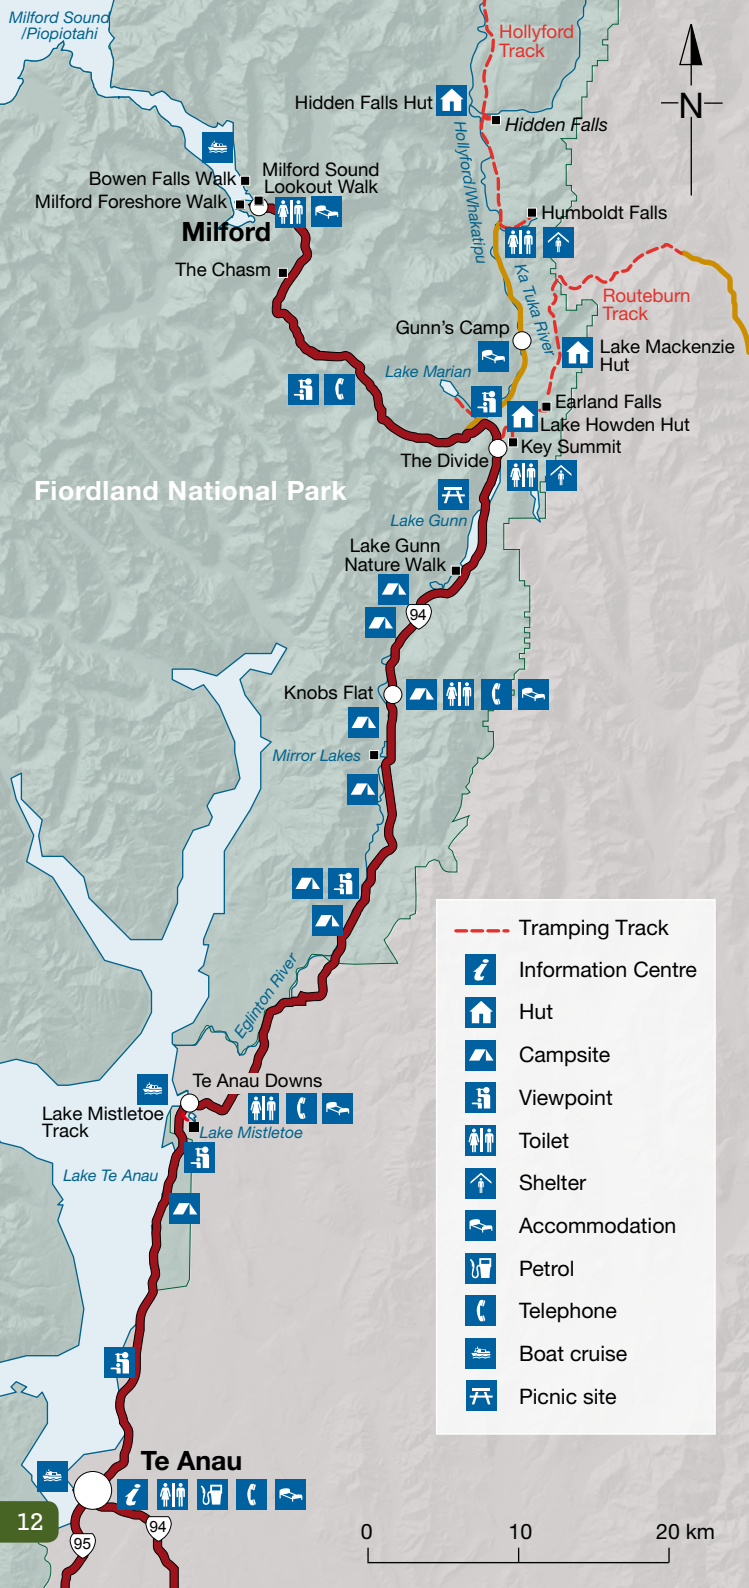 Milford Sound
/Piopiotahi
Hollyford
Track
N
Hidden Falls Hut
Hidden Falls
Hollyford/Whakatipu
Bowen Falls Walk
Milford Sound
Lookout Walk
Milford Foreshore Walk
Milford
Humboldt Falls
The Chasm
Ka Tuka River
Routeburn
Track
Gunn's Camp
Lake Mackenzie
Hut
Lake Marian
Earland Falls
Lake Howden Hut
Key Summit
The Divide
Fiordland National Park
Lake Gunn
Lake Gunn
Nature Walk
94
Knobs Flat
Mirror Lakes
Eglinton River
Te Anau Downs
Lake Mistletoe
Track
Lake Mistletoe
Lake Te Anau
Te Anau
12
95
94
Tramping Track
i Information Centre
Hut
Campsite
Viewpoint
Toilet
Shelter
Accommodation
Petrol
Telephone
Boat cruise
Picnic site
i
0 10 20 km